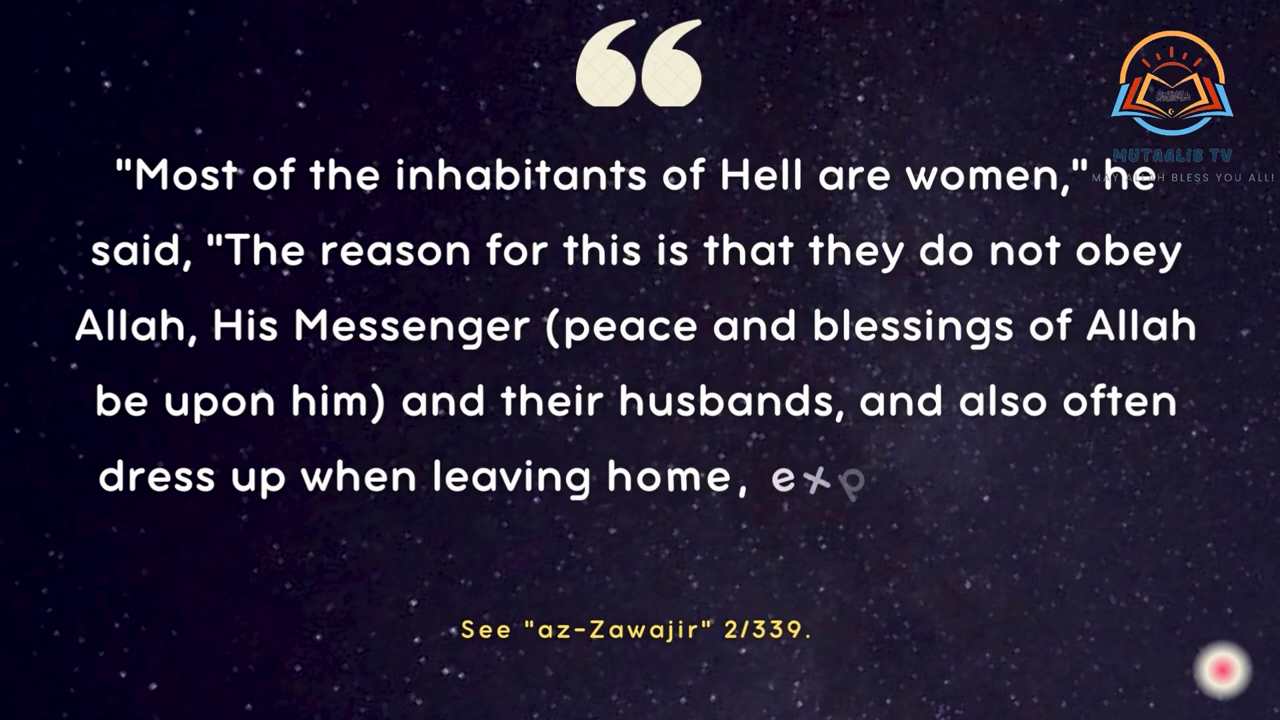 "Most of the inhabitants of Hell are women," he
said, "The reason for this is that they do not obey
Allah, His Messenger (peace and blessings of Allah
be upon him) and their husbands, and also often
dress up when leaving home, exp
See "az-Zawajir" 2/339.
MUTAALIB TV
MAY ALLAH BLESS YOU ALL!